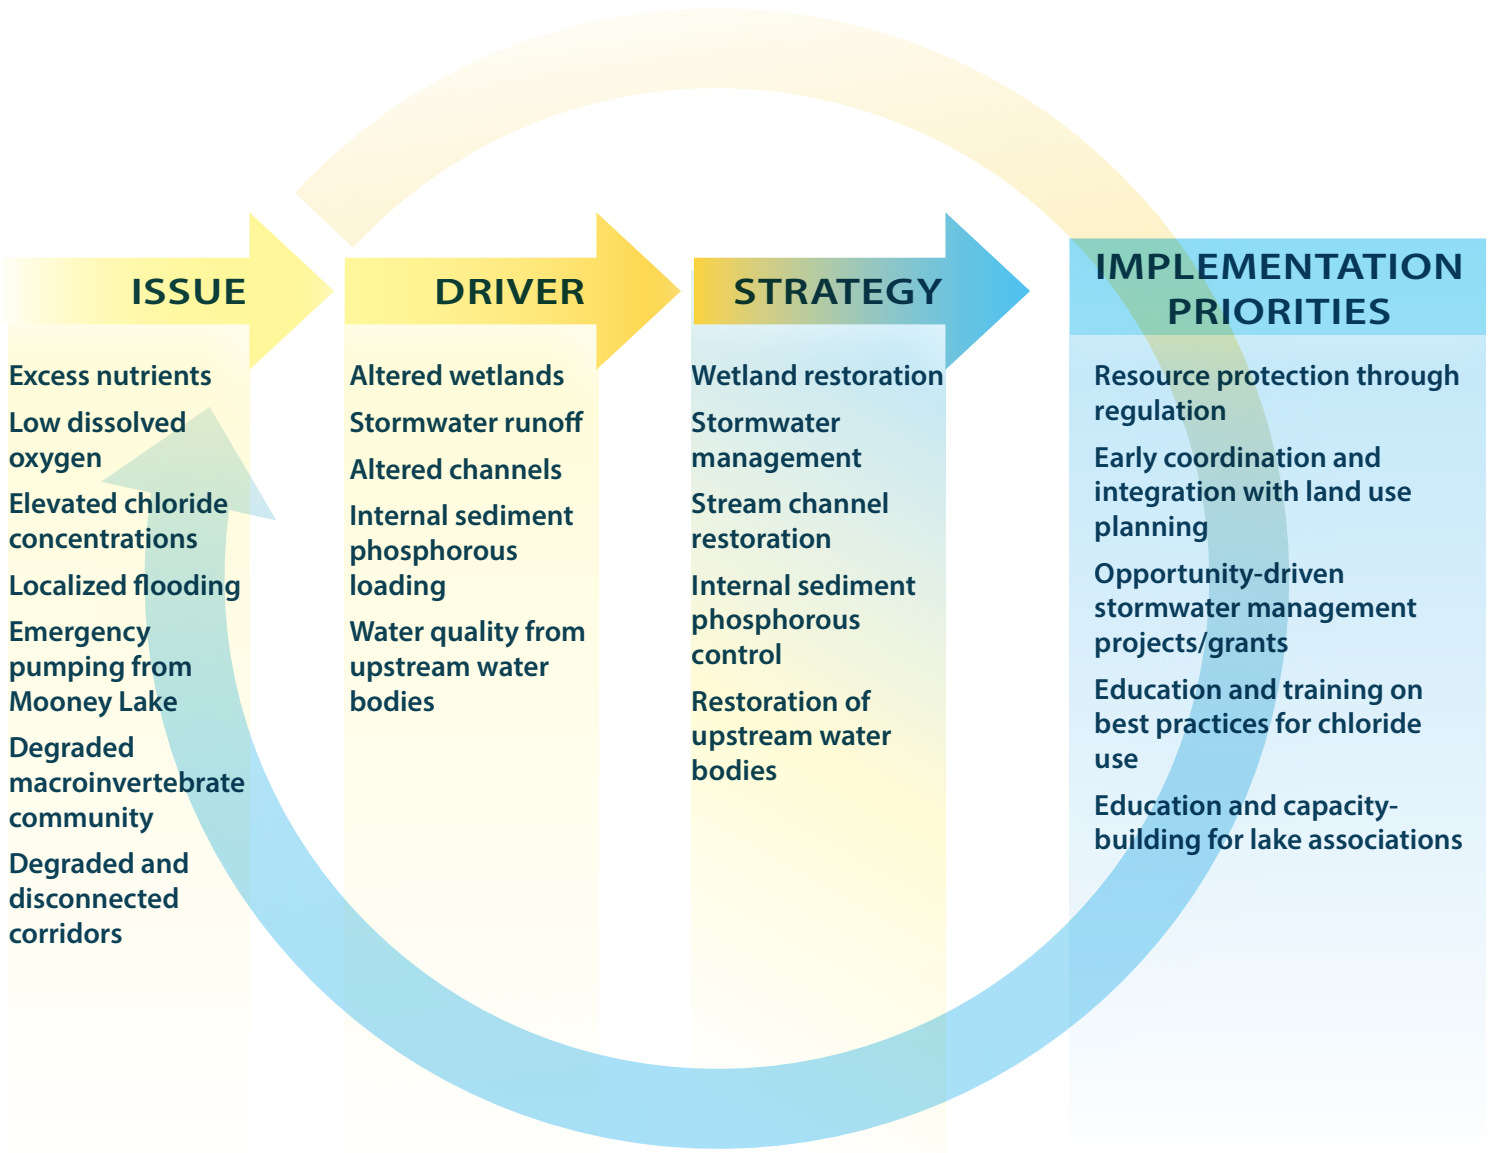 ISSUE
Excess nutrients
Low dissolved
oxygen
Elevated chloride
concentrations
Localized flooding
Emergency
pumping from
Mooney Lake
Degraded
macroinvertebrate
community
Degraded and
disconnected
corridors
DRIVER
Altered wetlands
Stormwater runoff
Altered channels
Internal sediment
phosphorous
loading
Water quality from
upstream water
bodies
STRATEGY
Wetland restoration
Stormwater
management
Stream channel
restoration
Internal sediment
phosphorous
control
Restoration of
upstream water
bodies
IMPLEMENTATION
PRIORITIES
Resource protection through
regulation
Early coordination and
integration with land use
planning
Opportunity-driven
stormwater management
projects/grants
Education and training on
best practices for chloride
use
Education and capacity-
building for lake associations